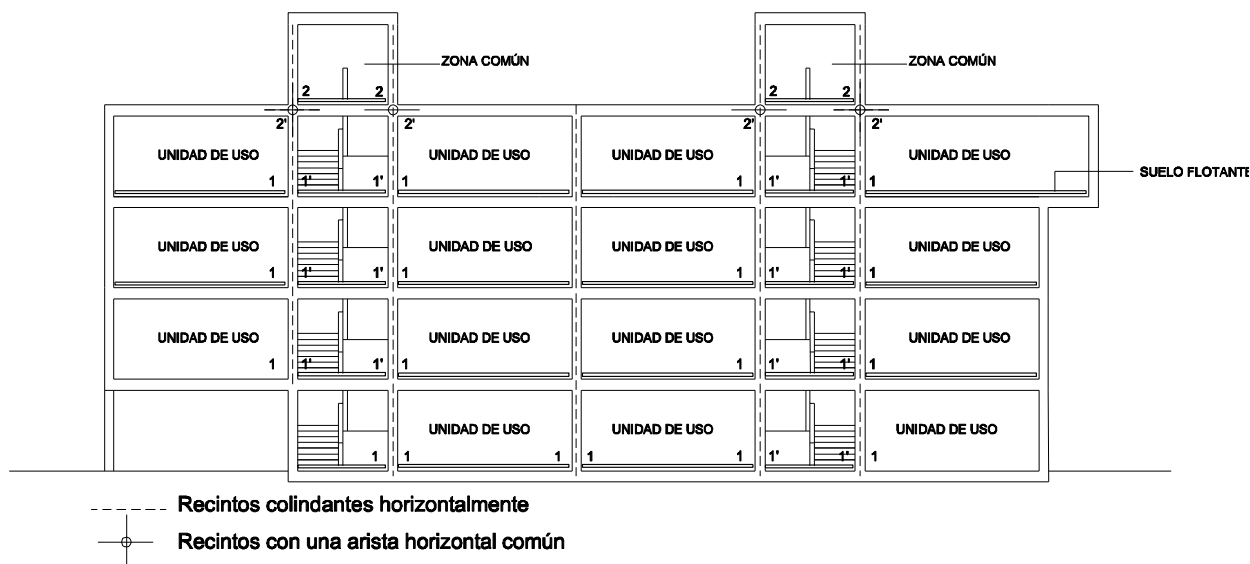 ZONA COMÚN ZONA COMÚN
2 2 2 2
2' 2' 2' 2'
UNIDAD DE USO UNIDAD DE USO UNIDAD DE USO UNIDAD DE USO
SUELO FLOTANTE
1 1' 1' 1 1 1' 1' 1
UNIDAD DE USO UNIDAD DE USO UNIDAD DE USO UNIDAD DE USO
1 1' 1' 1 1 1' 1' 1
UNIDAD DE USO UNIDAD DE USO UNIDAD DE USO UNIDAD DE USO
1 1' 1' 1 1 1' 1' 1
UNIDAD DE USO UNIDAD DE USO UNIDAD DE USO
1 1 1 1 1 1' 1' 1
Recintos colindantes horizontalmente
Recintos con una arista horizontal común